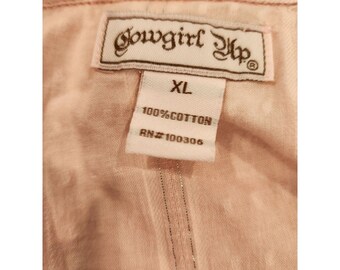 Cowgirl Up®
XL
100% COTTON
RN#100306